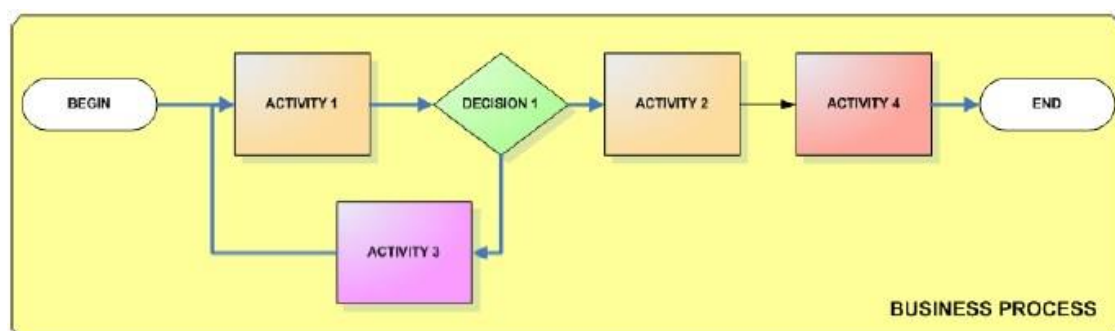 BEGIN
ACTIVITY 1
DECISION 1
ACTIVITY 2
ACTIVITY 4
END
ACTIVITY 3
BUSINESS PROCESS